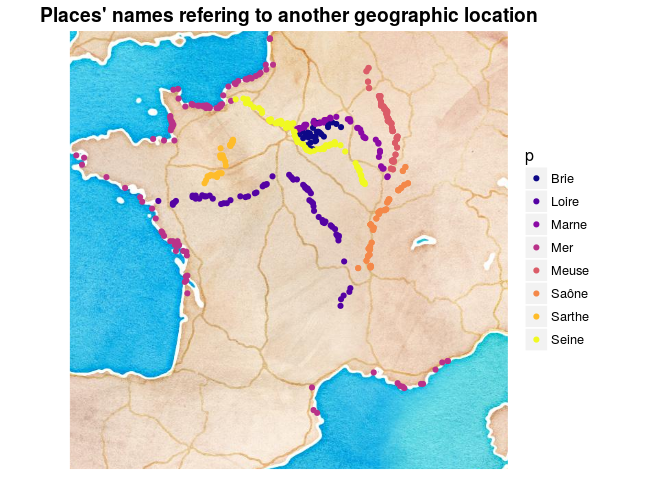 Places' names refering to another geographic location
p
Brie
Loire
Marne
Mer
Meuse
Saône
Sarthe
Seine